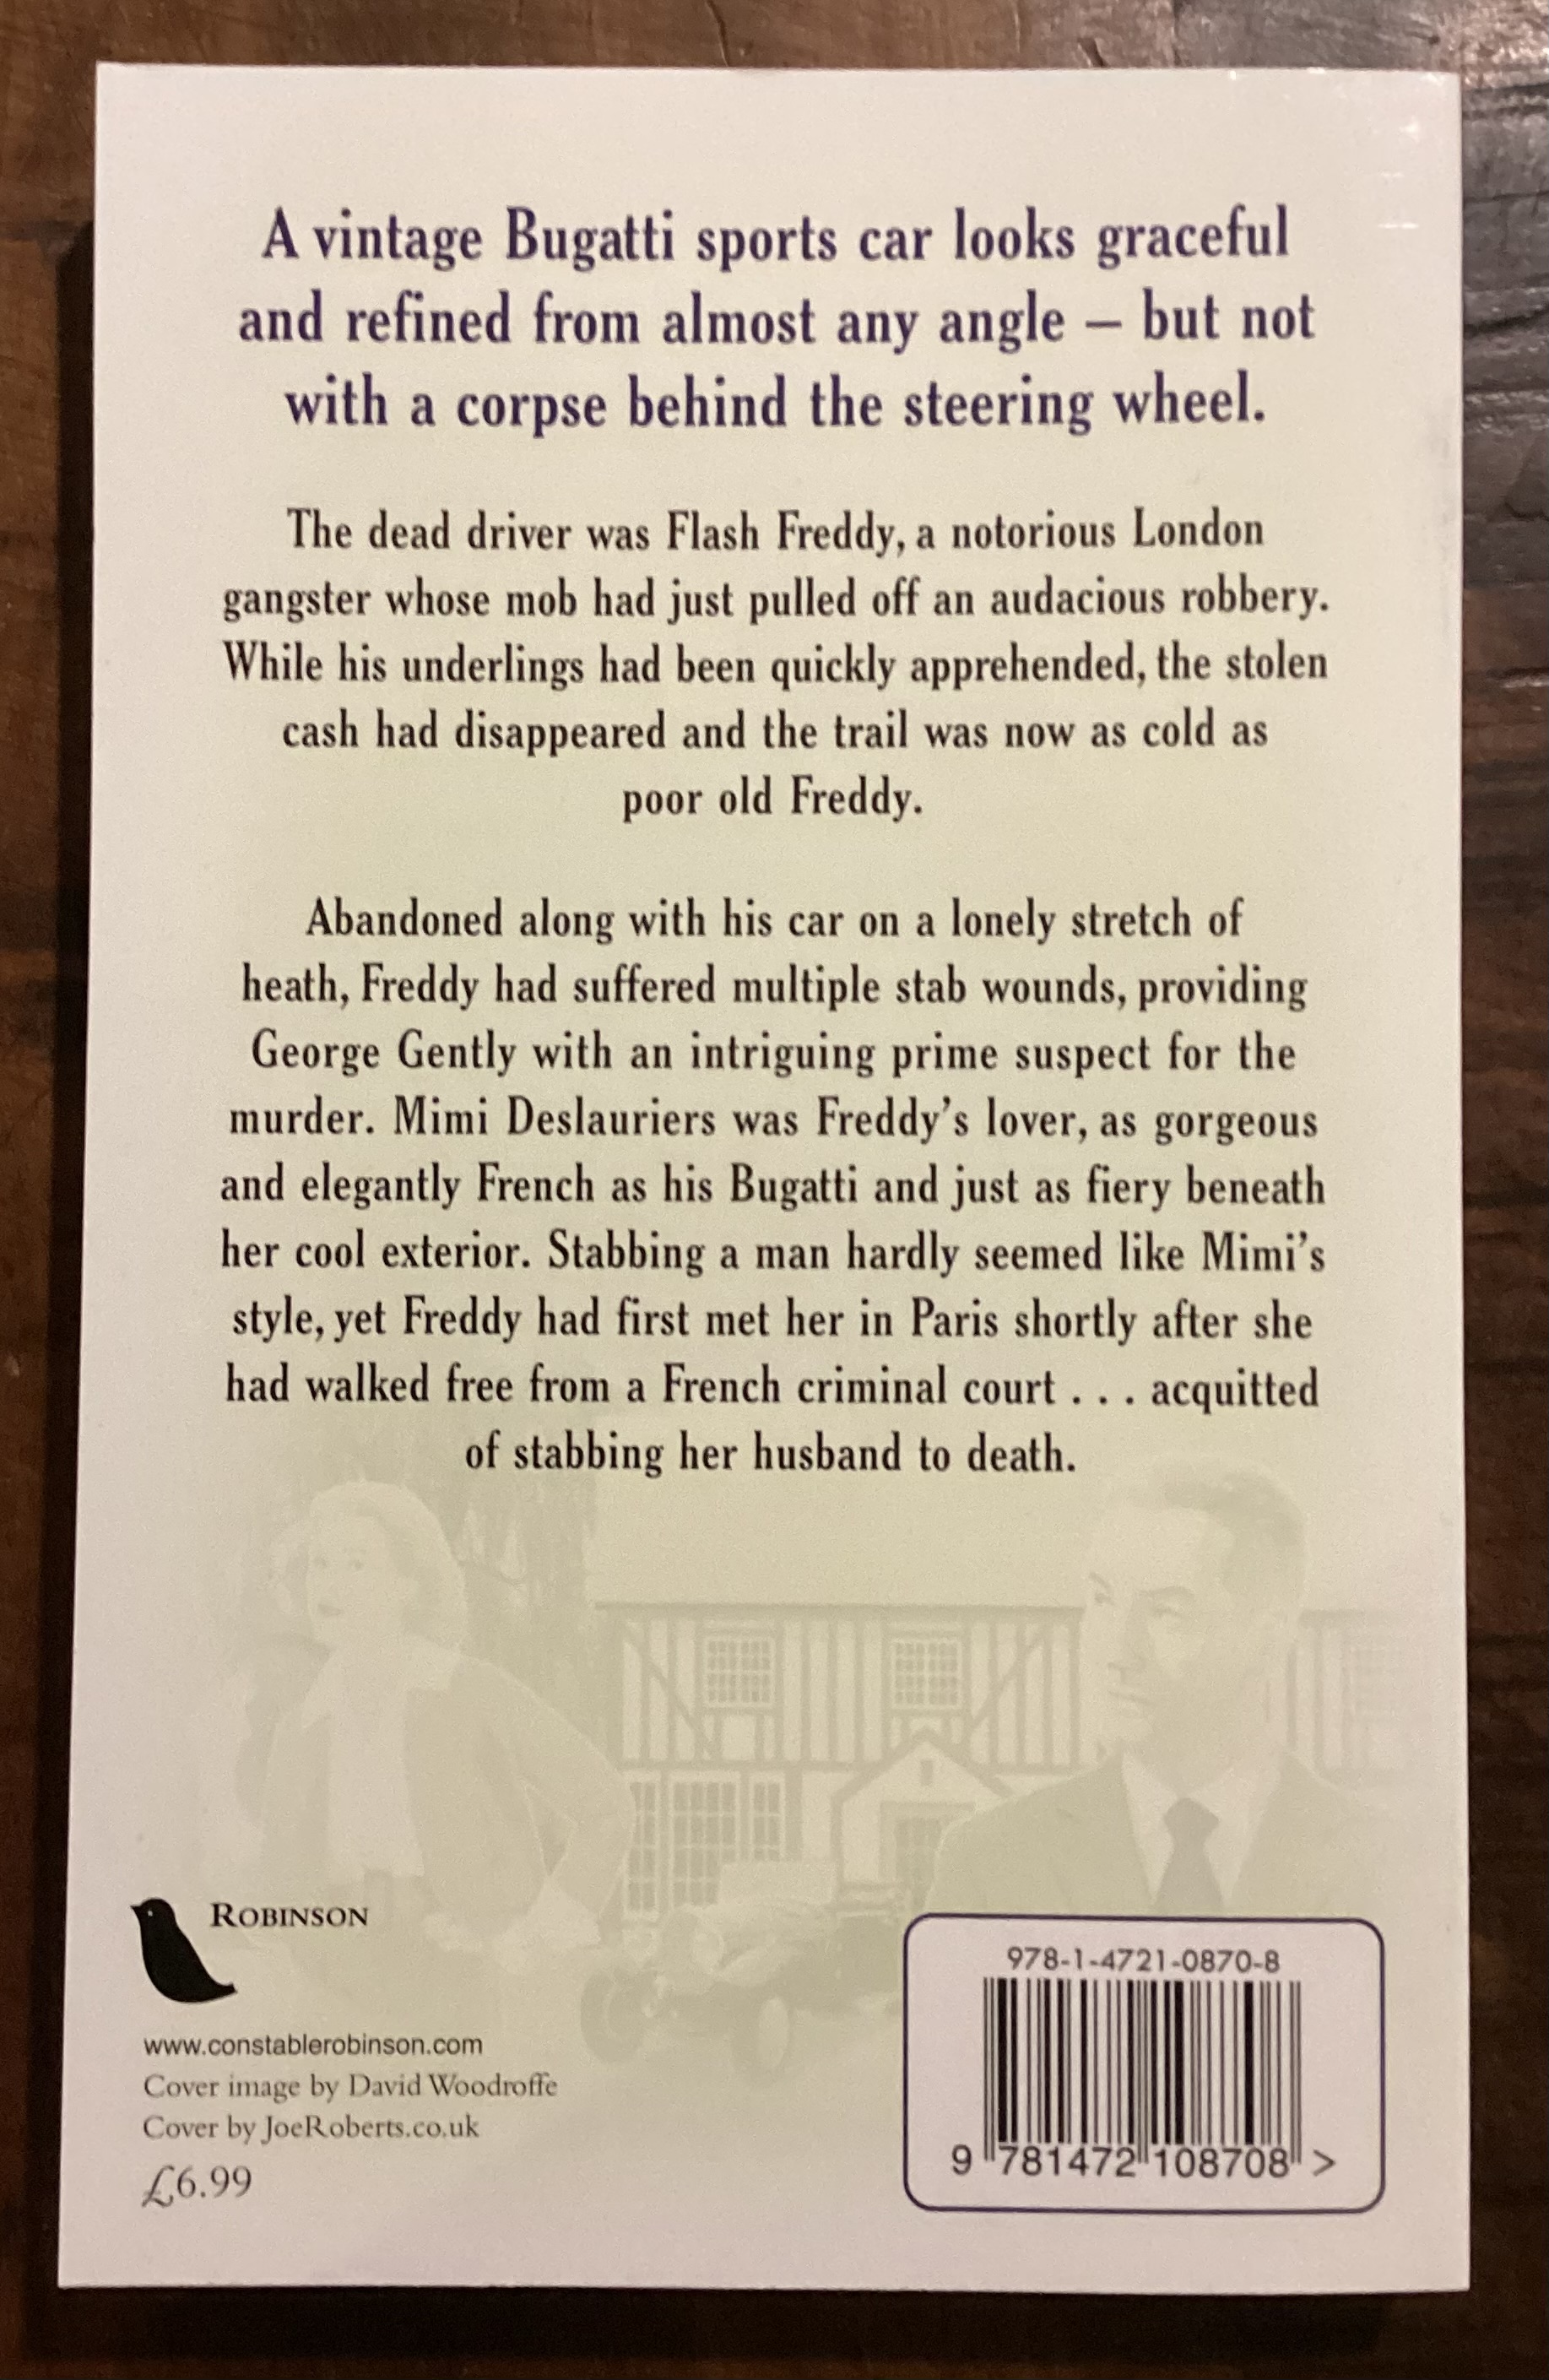 A vintage Bugatti sports car looks graceful
and refined from almost any angle – but not
with a corpse behind the steering wheel.
The dead driver was Flash Freddy, a notorious London
gangster whose mob had just pulled off an audacious robbery.
While his underlings had been quickly apprehended, the stolen
cash had disappeared and the trail was now as cold as
poor old Freddy.
Abandoned along with his car on a lonely stretch of
heath, Freddy had suffered multiple stab wounds, providing
George Gently with an intriguing prime suspect for the
murder. Mimi Deslauriers was Freddy's lover, as gorgeous
and elegantly French as his Bugatti and just as fiery beneath
her cool exterior. Stabbing a man hardly seemed like Mimi's
style, yet Freddy had first met her in Paris shortly after she
had walked free from a French criminal court . . . acquitted
of stabbing her husband to death.
ROBINSON
www.constablerobinson.com
Cover image by David Woodroffe
Cover by JoeRoberts.co.uk
£6.99
978-1-4721-0870-8
9 781472 108708 >